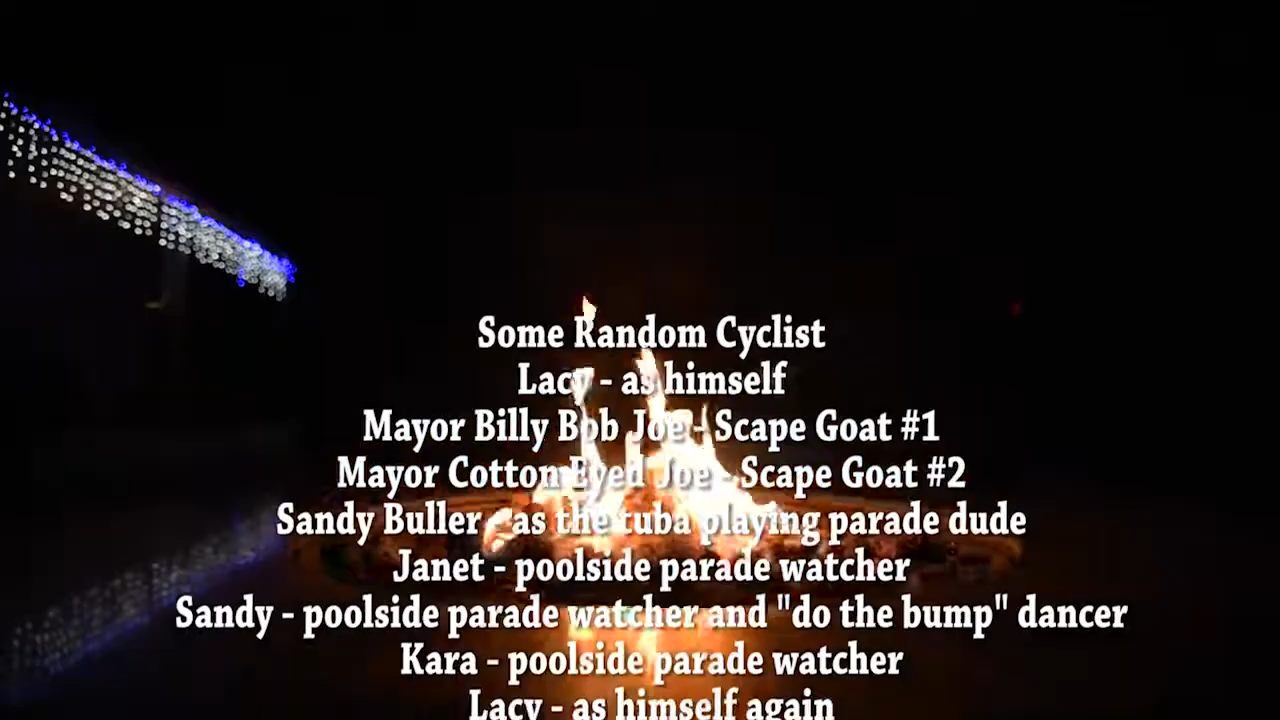 Some Random Cyclist
Lacy - as himself
Mayor Billy Bob Joe - Scape Goat #1
Mayor Cotton Eyed Joe - Scape Goat #2
Sandy Buller - as the tuba playing parade dude
Janet - poolside parade watcher
Sandy - poolside parade watcher and "do the bump" dancer
Kara - poolside parade watcher
Lacy - as himself again